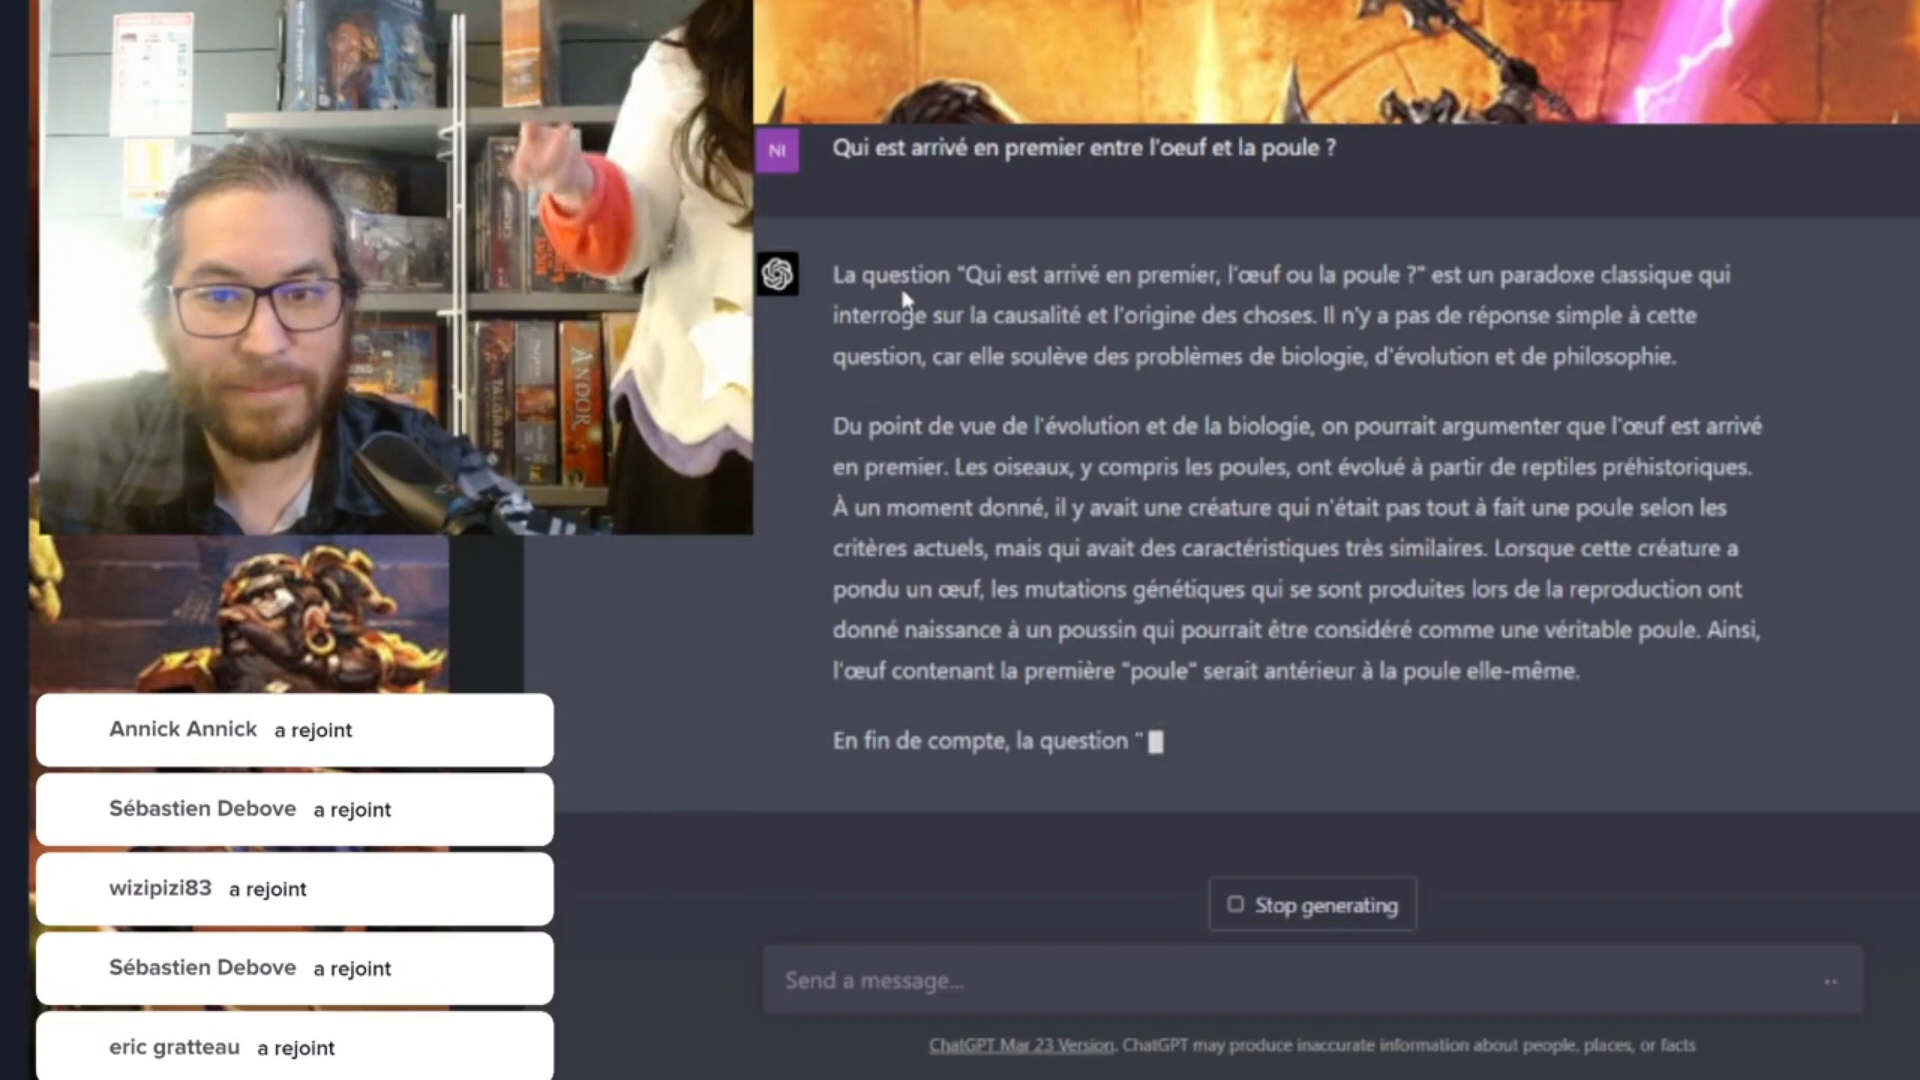 NI
Qui est arrivé en premier entre l'oeuf et la poule ?
La question "Qui est arrivé en premier, l'œuf ou la poule ?" est un paradoxe classique qui
interroge sur la causalité et l'origine des choses. Il n'y a pas de réponse simple à cette
question, car elle soulève des problèmes de biologie, d'évolution et de philosophie.
Du point de vue de l'évolution et de la biologie, on pourrait argumenter que l'œuf est arrivé
en premier. Les oiseaux, y compris les poules, ont évolué à partir de reptiles préhistoriques.
À un moment donné, il y avait une créature qui n'était pas tout à fait une poule selon les
critères actuels, mais qui avait des caractéristiques très similaires. Lorsque cette créature a
pondu un œuf, les mutations génétiques qui se sont produites lors de la reproduction ont
donné naissance à un poussin qui pourrait être considéré comme une véritable poule. Ainsi,
l'œuf contenant la première "poule" serait antérieur à la poule elle-même.
En fin de compte, la question "
Stop generating
Send a message...
ChatGPT Mar 23 Version. ChatGPT may produce inaccurate information about people, places, or facts
ANDOR
Annick Annick a rejoint
Sébastien Debove a rejoint
wizipizi83 a rejoint
Sébastien Debove a rejoint
eric gratteau a rejoint